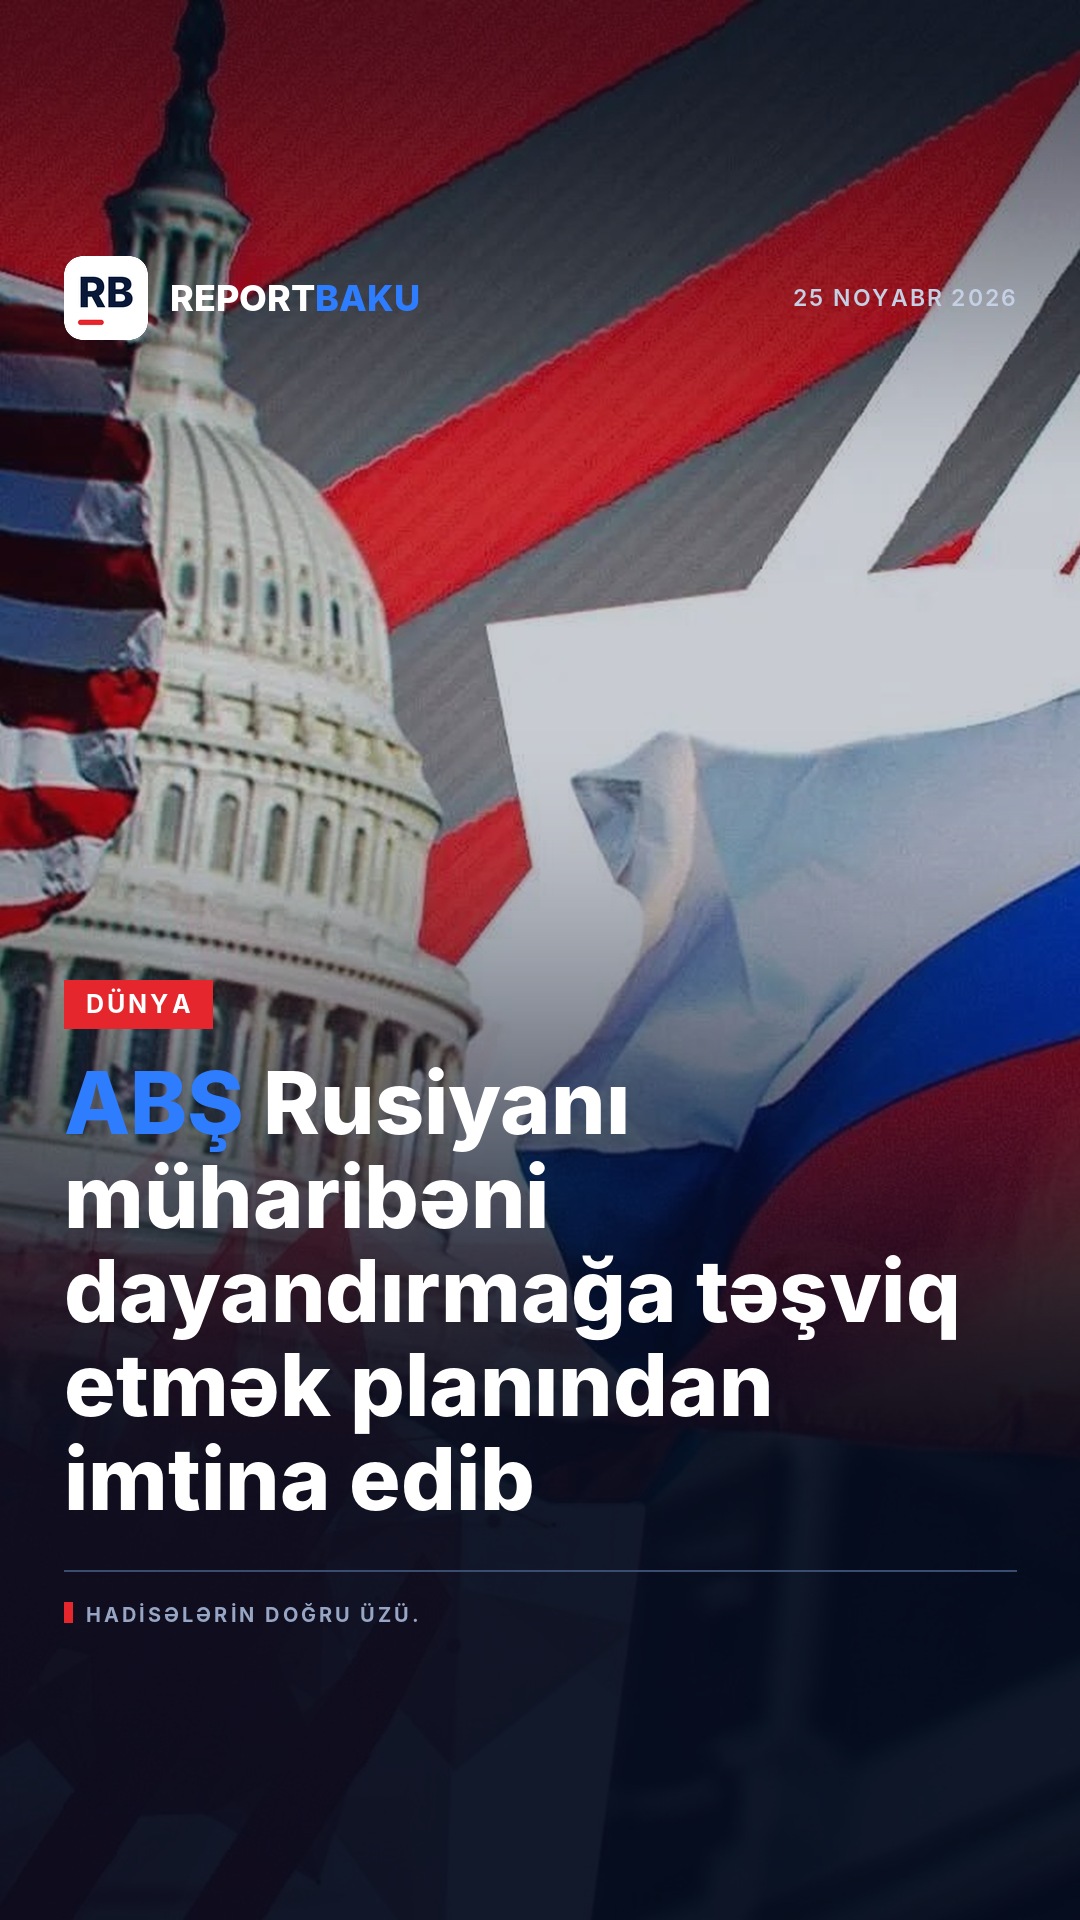 RB
REPORTBAKU
25 NOYABR 2026
DÜNYA
ABŞ Rusiyanı
müharibəni
dayandırmağa təşviq
etmək planından
imtina edib
HADİSƏLƏRİN DOĞRU ÜZÜ.